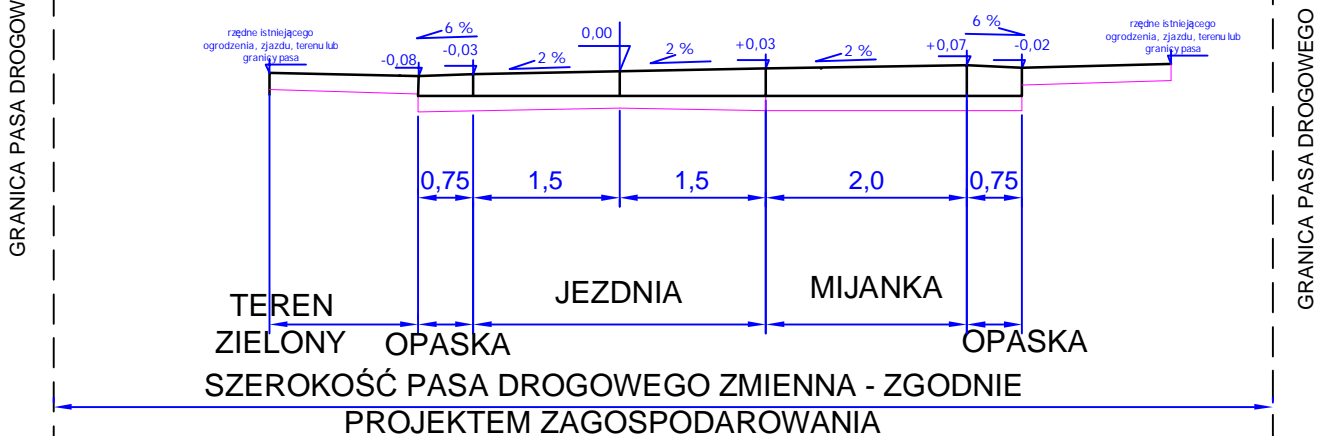 GRANICA PASA DROGOW
rzędne istniejącego
ogrodzenia, zjazdu, terenu lub
granicy pasa
-0,08
6 %
-0,03
2 %
0,00
2 %
+0,03
2 %
+0,07
6 %
-0,02
rzędne istniejącego
ogrodzenia, zjazdu, terenu lub
granicy pasa
GRANICA PASA DROGOWEGO
0,75
1,5
1,5
2,0
0,75
TEREN
ZIELONY
OPASKA
JEZDNIA
MIJANKA
OPASKA
SZEROKOŚĆ PASA DROGOWEGO ZMIENNA - ZGODNIE
PROJEKTEM ZAGOSPODAROWANIA